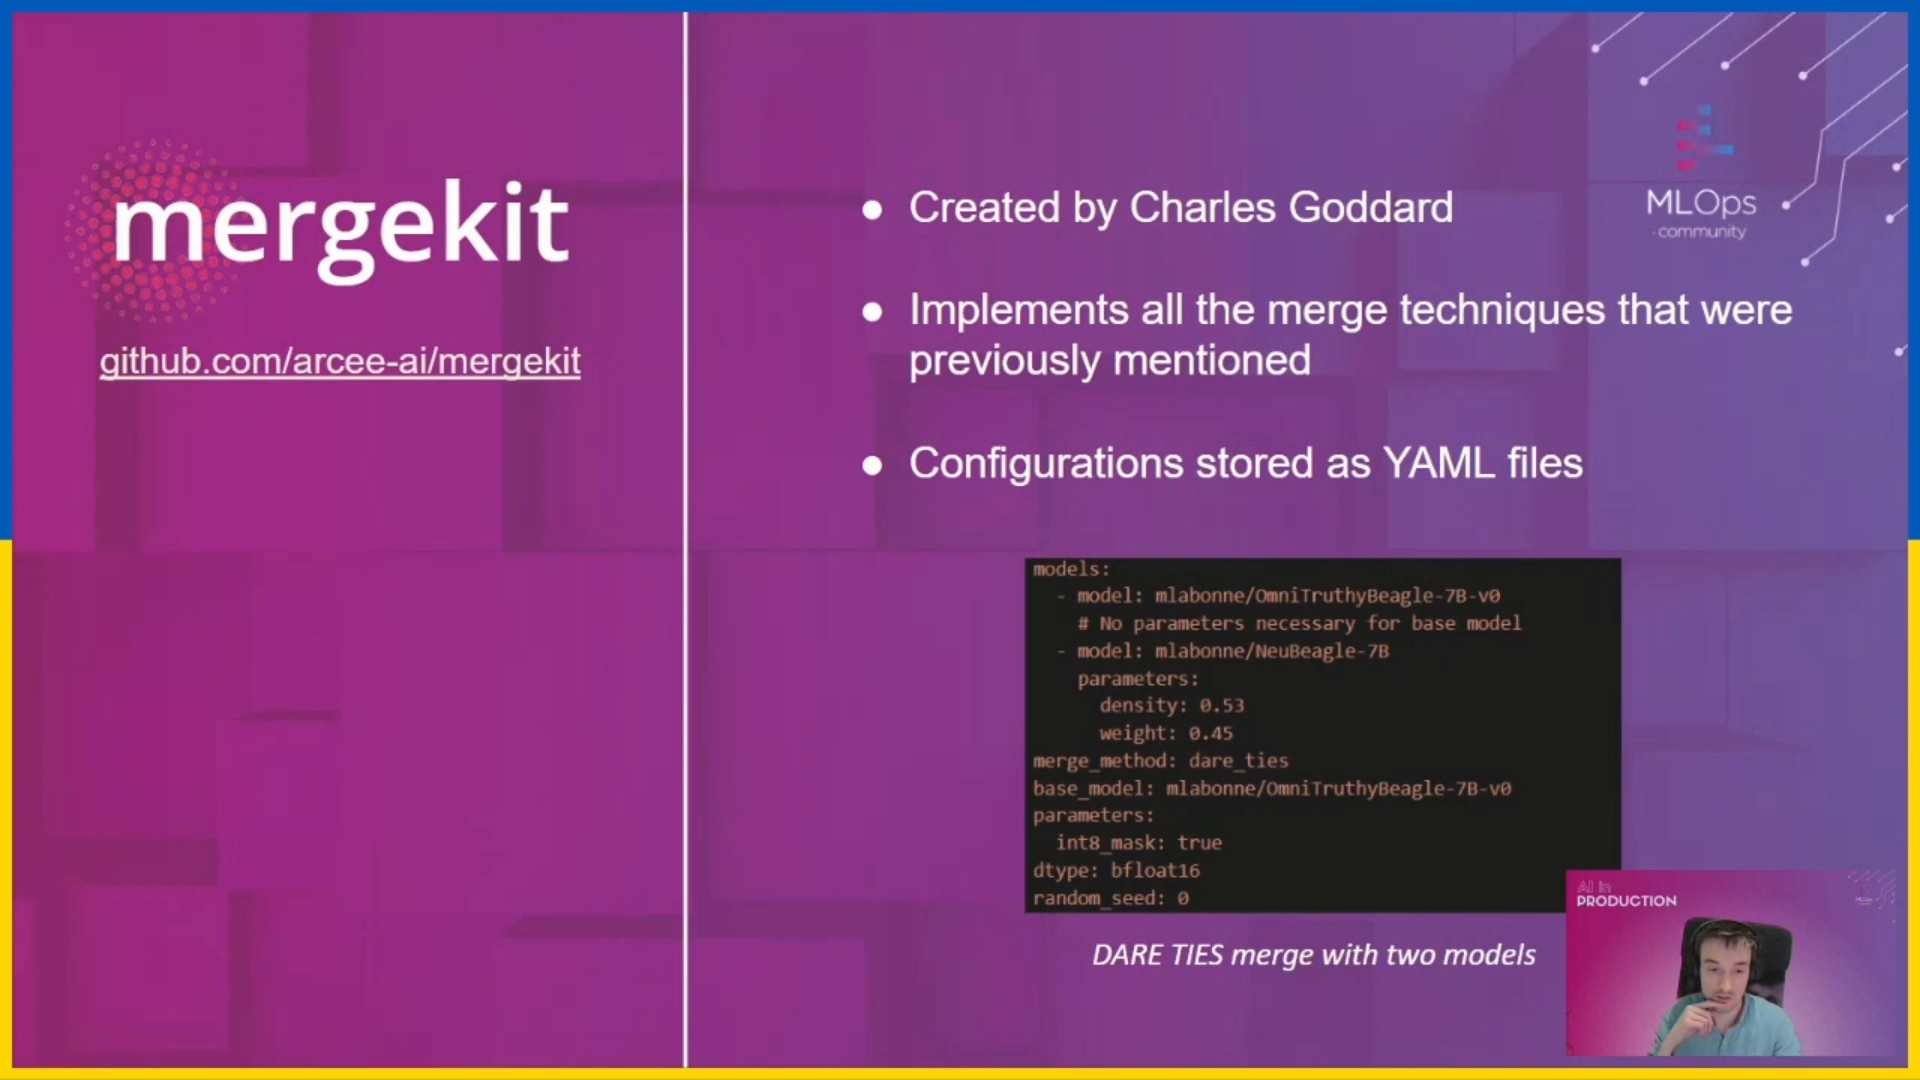 mergekit
github.com/arcee-ai/mergekit
● Created by Charles Goddard
● Implements all the merge techniques that were
previously mentioned
● Configurations stored as YAML files
MLOps
community
models:
  - model: mlabonne/OmniTruthyBeagle-7B-v0
    # No parameters necessary for base model
  - model: mlabonne/NeuBeagle-7B
    parameters:
      density: 0.53
      weight: 0.45
merge_method: dare_ties
base_model: mlabonne/OmniTruthyBeagle-7B-v0
parameters:
  int8_mask: true
dtype: bfloat16
random_seed: 0
DARE TIES merge with two models
AI in
PRODUCTION